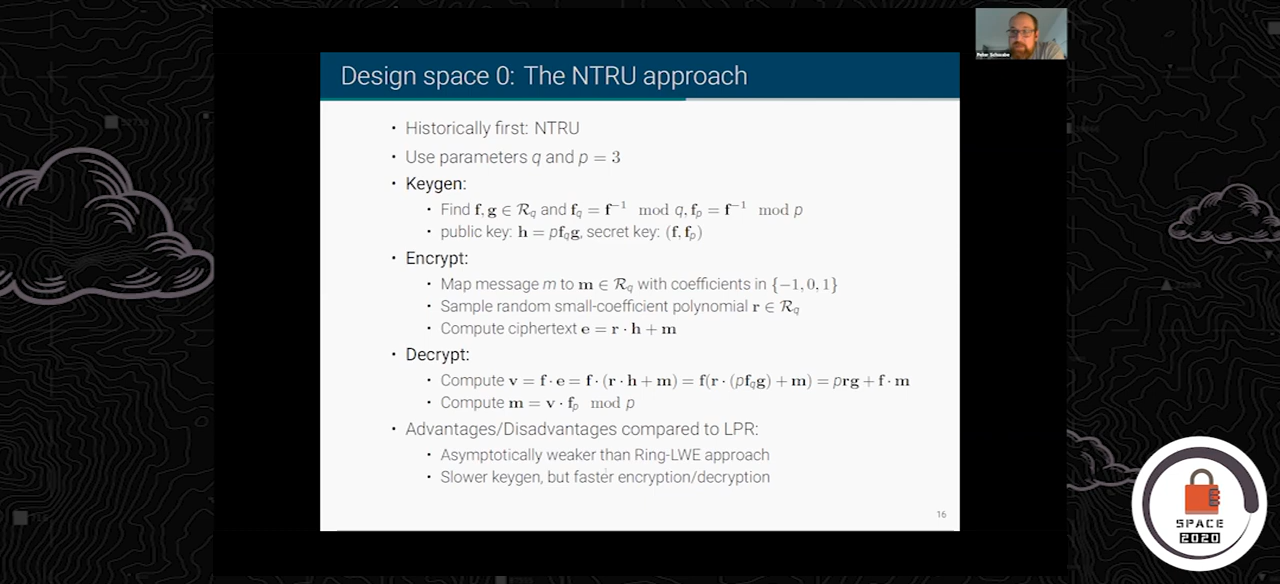 Peter Schwabe
Design space 0: The NTRU approach
• Historically first: NTRU
• Use parameters q and p = 3
• Keygen:
• Find f, g ∈ R_q and f_q = f⁻¹ mod q, f_p = f⁻¹ mod p
• public key: h = pf_qg, secret key: (f, f_p)
• Encrypt:
• Map message m to m ∈ R_q with coefficients in {−1, 0, 1}
• Sample random small-coefficient polynomial r ∈ R_q
• Compute ciphertext e = r · h + m
• Decrypt:
• Compute v = f · e = f · (r · h + m) = f(r · (pf_qg) + m) = prg + f · m
• Compute m = v · f_p mod p
• Advantages/Disadvantages compared to LPR:
• Asymptotically weaker than Ring-LWE approach
• Slower keygen, but faster encryption/decryption
16
SPACE
2020